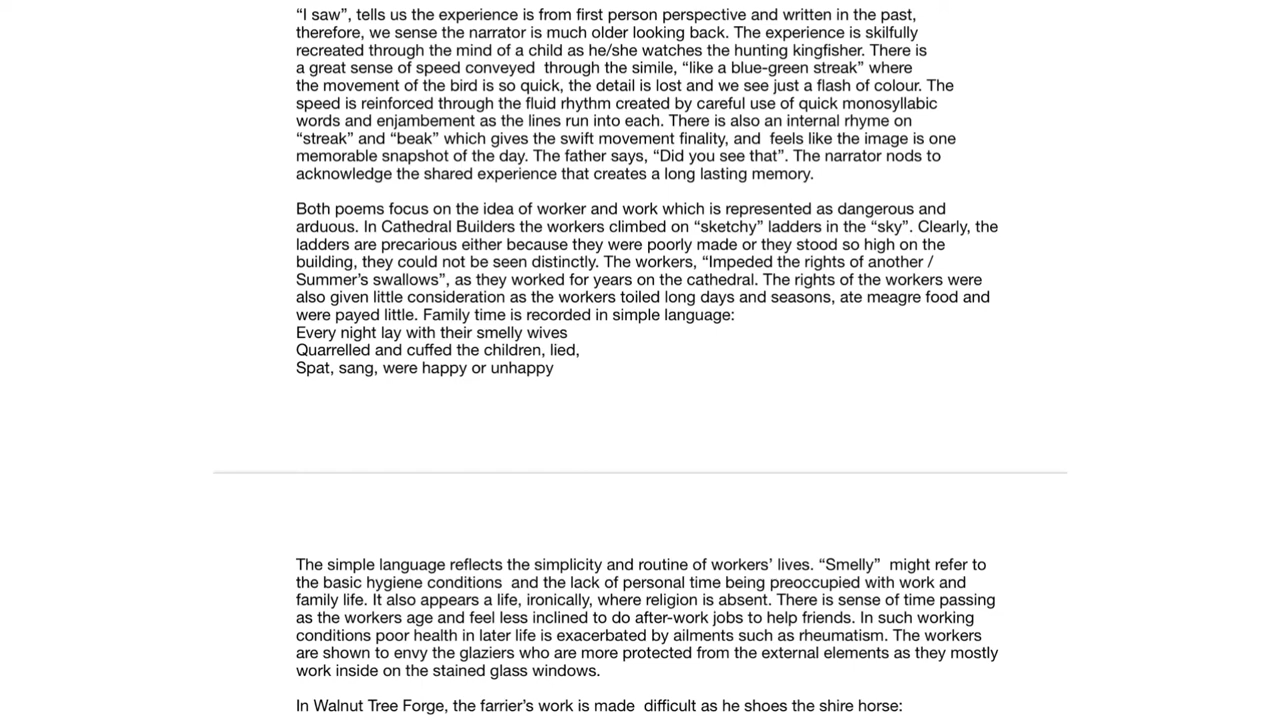 “I saw”, tells us the experience is from first person perspective and written in the past,
therefore, we sense the narrator is much older looking back. The experience is skilfully
recreated through the mind of a child as he/she watches the hunting kingfisher. There is
a great sense of speed conveyed  through the simile, “like a blue-green streak” where
the movement of the bird is so quick, the detail is lost and we see just a flash of colour. The
speed is reinforced through the fluid rhythm created by careful use of quick monosyllabic
words and enjambement as the lines run into each. There is also an internal rhyme on
“streak” and “beak” which gives the swift movement finality, and  feels like the image is one
memorable snapshot of the day. The father says, “Did you see that”. The narrator nods to
acknowledge the shared experience that creates a long lasting memory.
Both poems focus on the idea of worker and work which is represented as dangerous and
arduous. In Cathedral Builders the workers climbed on “sketchy” ladders in the “sky”. Clearly, the
ladders are precarious either because they were poorly made or they stood so high on the
building, they could not be seen distinctly. The workers, “Impeded the rights of another /
Summer’s swallows”, as they worked for years on the cathedral. The rights of the workers were
also given little consideration as the workers toiled long days and seasons, ate meagre food and
were payed little. Family time is recorded in simple language:
Every night lay with their smelly wives
Quarrelled and cuffed the children, lied,
Spat, sang, were happy or unhappy
The simple language reflects the simplicity and routine of workers’ lives. “Smelly”  might refer to
the basic hygiene conditions  and the lack of personal time being preoccupied with work and
family life. It also appears a life, ironically, where religion is absent. There is sense of time passing
as the workers age and feel less inclined to do after-work jobs to help friends. In such working
conditions poor health in later life is exacerbated by ailments such as rheumatism. The workers
are shown to envy the glaziers who are more protected from the external elements as they mostly
work inside on the stained glass windows.
In Walnut Tree Forge, the farrier’s work is made  difficult as he shoes the shire horse: